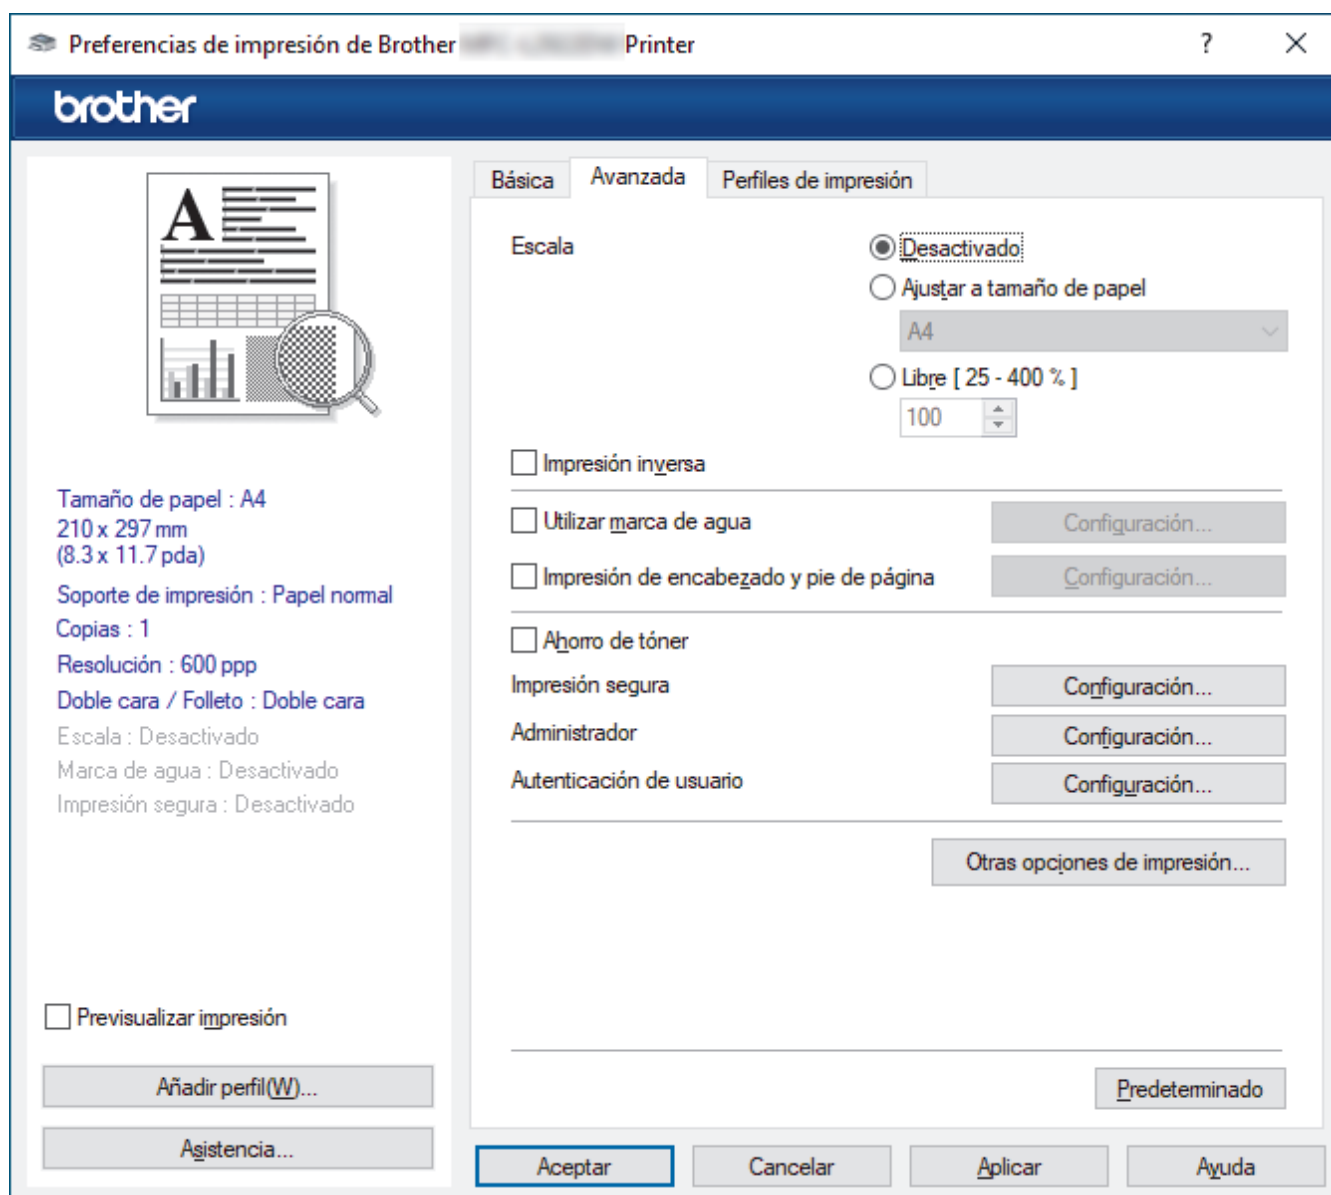 Preferencias de impresión de Brother Printer
?
brother
A
Tamaño de papel : A4
210 x 297 mm
(8.3 x 11.7 pda)
Soporte de impresión : Papel normal
Copias : 1
Resolución : 600 ppp
Doble cara / Folleto : Doble cara
Escala : Desactivado
Marca de agua : Desactivado
Impresión segura : Desactivado
Previsualizar impresión
Añadir perfil(W)...
Asistencia...
Básica
Avanzada
Perfiles de impresión
Escala
Desactivado
Ajustar a tamaño de papel
A4
Libre [ 25 - 400 % ]
100
Impresión inversa
Utilizar marca de agua
Configuración...
Impresión de encabezado y pie de página
Configuración...
Ahorro de tóner
Impresión segura
Configuración...
Administrador
Configuración...
Autenticación de usuario
Configuración...
Otras opciones de impresión...
Predeterminado
Aceptar
Cancelar
Aplicar
Ayuda